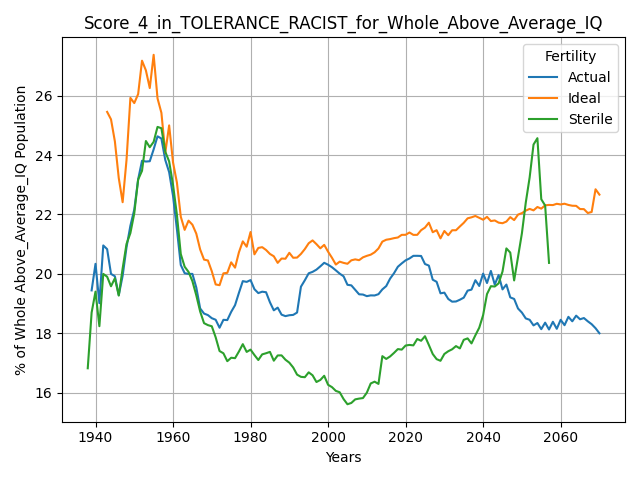 Score_4_in_TOLERANCE_RACIST_for_Whole_Above_Average_IQ
% of Whole Above_Average_IQ Population
26
24
22
20
18
16
Fertility
Actual
Ideal
Sterile
1940 1960 1980 2000 2020 2040 2060
Years